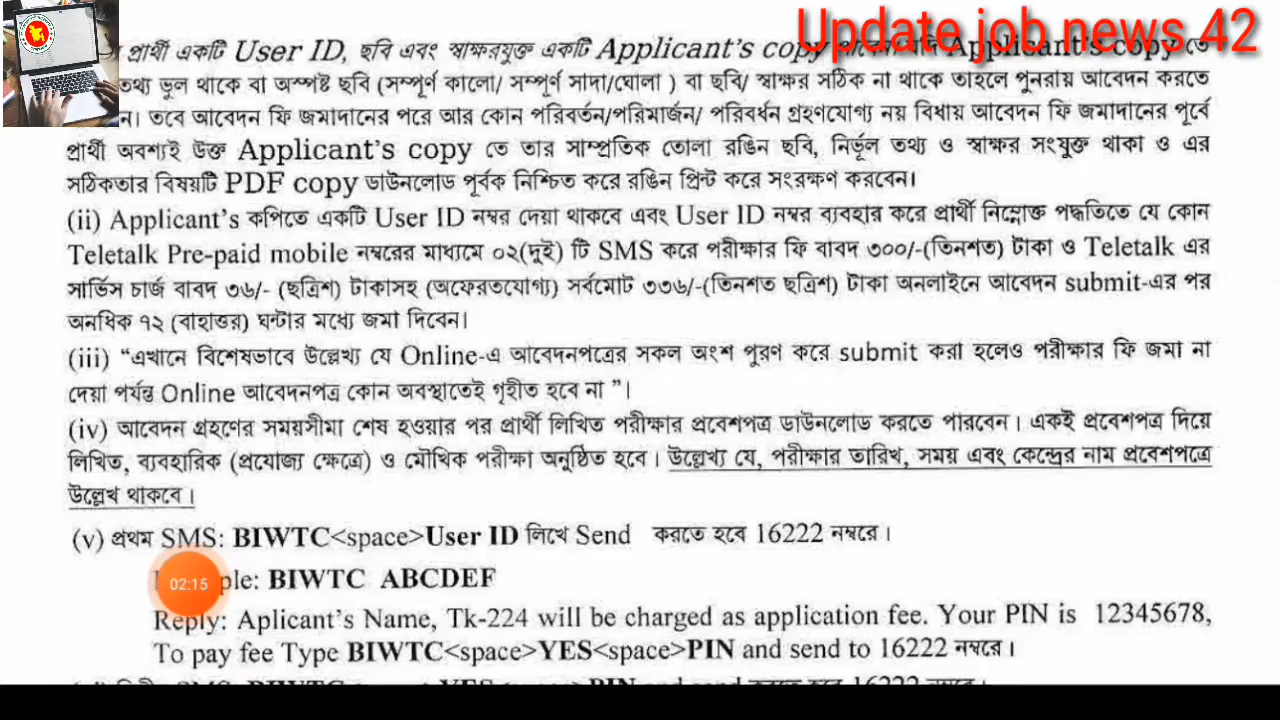 Update job news 42
প্রার্থী একটি User ID, ছবি এবং স্বাক্ষরযুক্ত একটি Applicant's copy Applicant's copy তে
তথ্য ভুল থাকে বা অস্পষ্ট ছবি (সম্পূর্ণ কালো/ সম্পূর্ণ সাদা/ঘোলা ) বা ছবি/ স্বাক্ষর সঠিক না থাকে তাহলে পুনরায় আবেদন করতে
তবে আবেদন ফি জমাদানের পরে আর কোন পরিবর্তন/পরিমার্জন/ পরিবর্ধন গ্রহণযোগ্য নয় বিধায় আবেদন ফি জমাদানের পূর্বে
প্রার্থী অবশ্যই উক্ত Applicant's copy তে তার সাম্প্রতিক তোলা রঙিন ছবি, নির্ভূল তথ্য ও স্বাক্ষর সংযুক্ত থাকা ও এর
সঠিকতার বিষয়টি PDF copy ডাউনলোড পূর্বক নিশ্চিত করে রঙিন প্রিন্ট করে সংরক্ষণ করবেন।
(ii) Applicant's কপিতে একটি User ID নম্বর দেয়া থাকবে এবং User ID নম্বর ব্যবহার করে প্রার্থী নিম্নোক্ত পদ্ধতিতে যে কোন
Teletalk Pre-paid mobile নম্বরের মাধ্যমে ০২(দুই) টি SMS করে পরীক্ষার ফি বাবদ ৩০০/-(তিনশত) টাকা ও Teletalk এর
সার্ভিস চার্জ বাবদ ৩৬/- (ছত্রিশ) টাকাসহ (অফেরতযোগ্য) সর্বমোট ৩৩৬/-(তিনশত ছত্রিশ) টাকা অনলাইনে আবেদন submit-এর পর
অনধিক ৭২ (বাহাত্তর) ঘন্টার মধ্যে জমা দিবেন।
(iii) "এখানে বিশেষভাবে উল্লেখ্য যে Online-এ আবেদনপত্রের সকল অংশ পুরণ করে submit করা হলেও পরীক্ষার ফি জমা না
দেয়া পর্যন্ত Online আবেদনপত্র কোন অবস্থাতেই গৃহীত হবে না "।
(iv) আবেদন গ্রহণের সময়সীমা শেষ হওয়ার পর প্রার্থী লিখিত পরীক্ষার প্রবেশপত্র ডাউনলোড করতে পারবেন। একই প্রবেশপত্র দিয়ে
লিখিত, ব্যবহারিক (প্রযোজ্য ক্ষেত্রে) ও মৌখিক পরীক্ষা অনুষ্ঠিত হবে। উল্লেখ্য যে, পরীক্ষার তারিখ, সময় এবং কেন্দ্রের নাম প্রবেশপত্রে
উল্লেখ থাকবে।
(v) প্রথম SMS: BIWTC<space>User ID লিখে Send করতে হবে 16222 নম্বরে।
02:15 ple: BIWTC ABCDEF
Reply: Aplicant's Name, Tk-224 will be charged as application fee. Your PIN is 12345678,
To pay fee Type BIWTC<space>YES<space>PIN and send to 16222 নম্বরে।